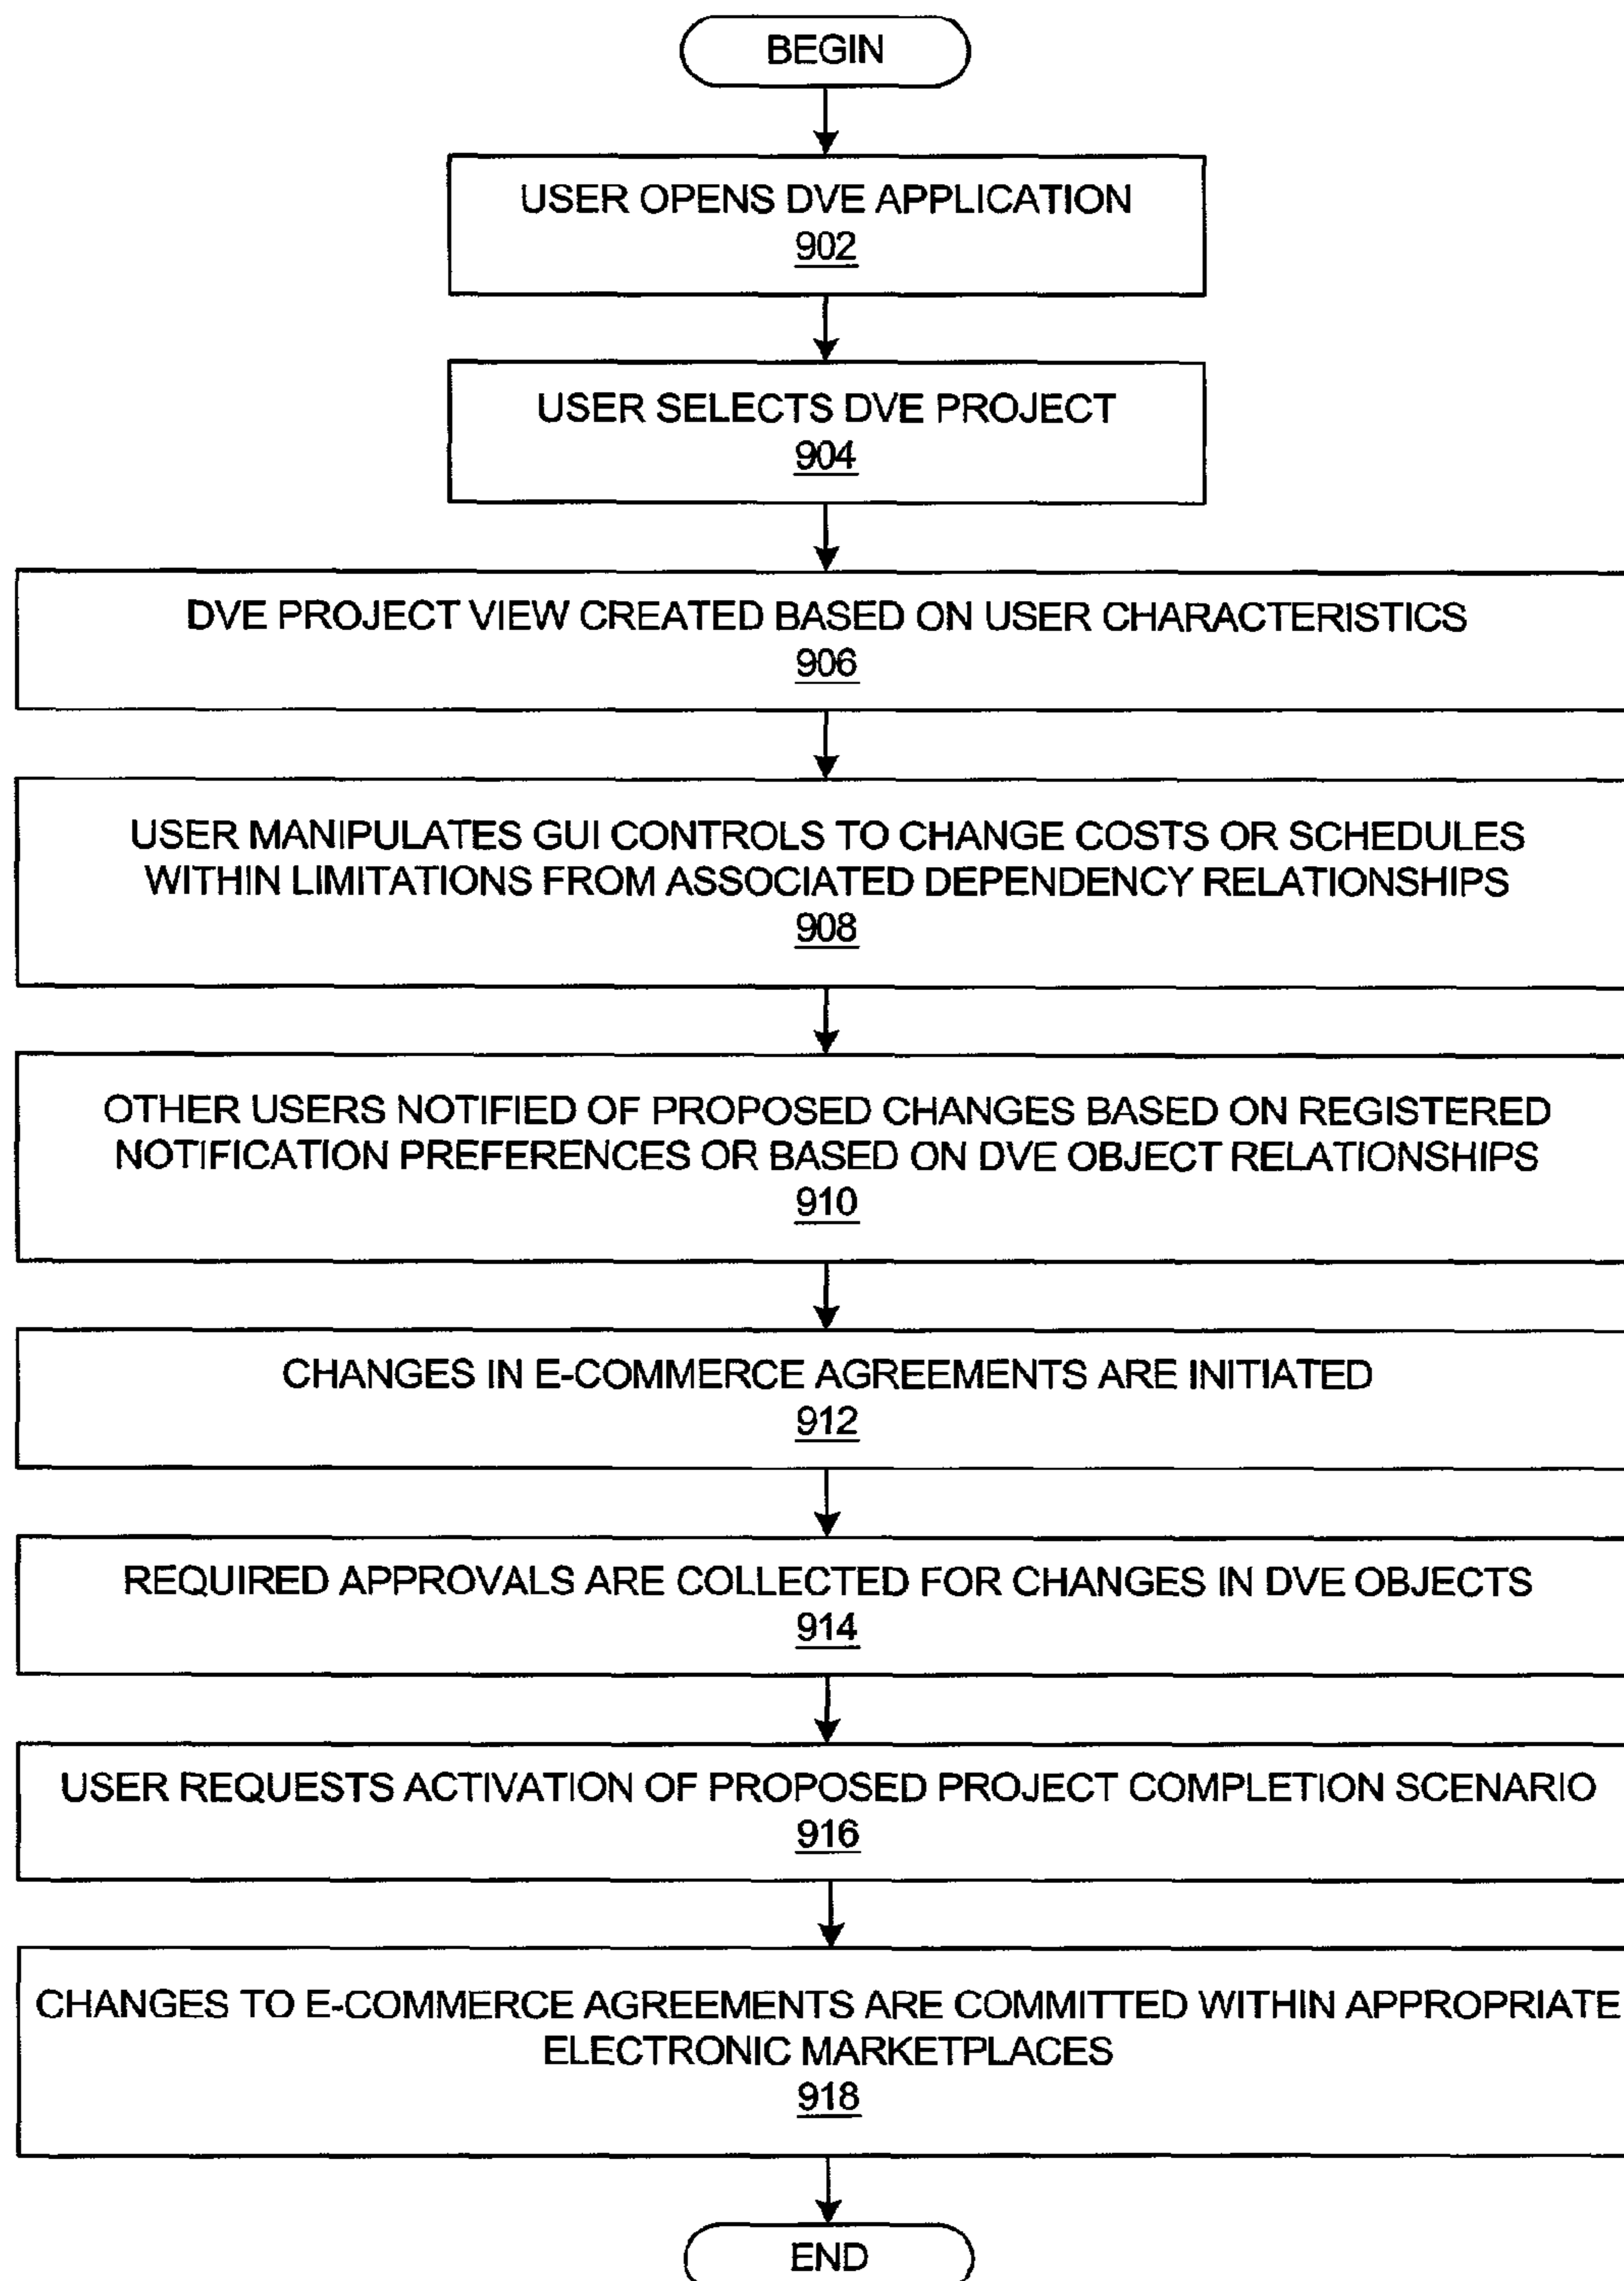 BEGIN
USER OPENS DVE APPLICATION
902
USER SELECTS DVE PROJECT
904
DVE PROJECT VIEW CREATED BASED ON USER CHARACTERISTICS
906
USER MANIPULATES GUI CONTROLS TO CHANGE COSTS OR SCHEDULES
WITHIN LIMITATIONS FROM ASSOCIATED DEPENDENCY RELATIONSHIPS
908
OTHER USERS NOTIFIED OF PROPOSED CHANGES BASED ON REGISTERED
NOTIFICATION PREFERENCES OR BASED ON DVE OBJECT RELATIONSHIPS
910
CHANGES IN E-COMMERCE AGREEMENTS ARE INITIATED
912
REQUIRED APPROVALS ARE COLLECTED FOR CHANGES IN DVE OBJECTS
914
USER REQUESTS ACTIVATION OF PROPOSED PROJECT COMPLETION SCENARIO
916
CHANGES TO E-COMMERCE AGREEMENTS ARE COMMITTED WITHIN APPROPRIATE
ELECTRONIC MARKETPLACES
918
END